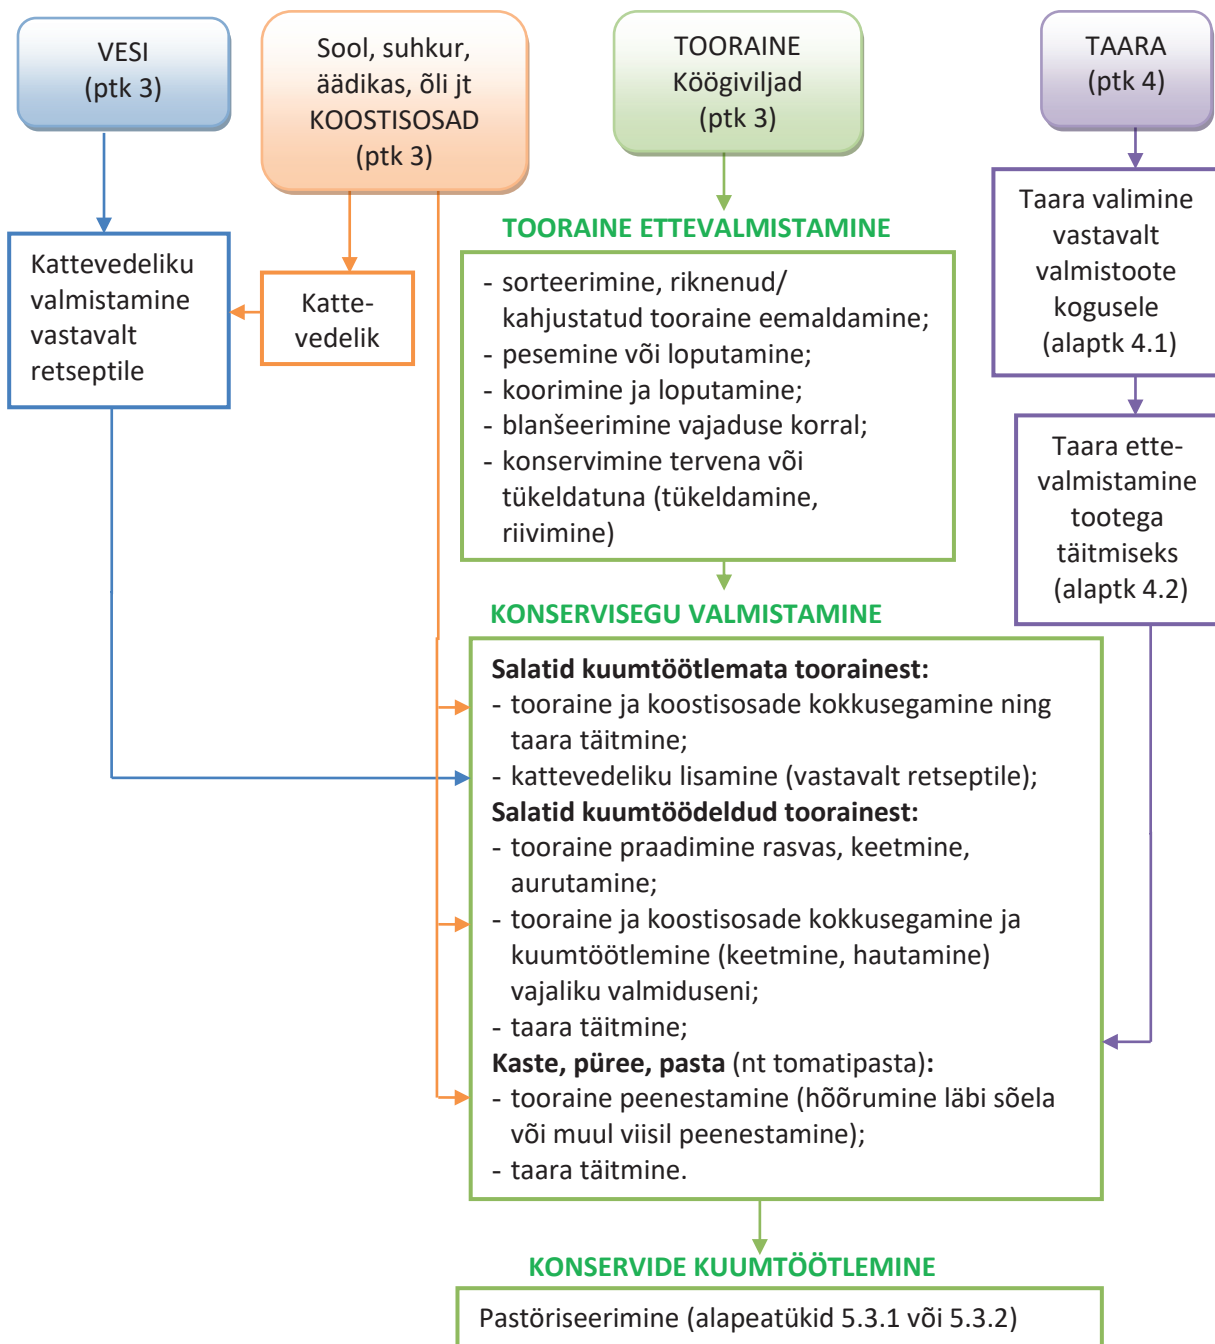 VESI
(ptk 3)
Sool, suhkur,
äädikas, õli jt
KOOSTISOSAD
(ptk 3)
TOORAINE
Köögiviljad
(ptk 3)
TAARA
(ptk 4)
Kattevedeliku
valmistamine
vastavalt
retseptile
Katte-
vedelik
TOORAINE ETTEVALMISTAMINE
- sorteerimine, riknenud/
kahjustatud tooraine eemaldamine;
- pesemine või loputamine;
- koorimine ja loputamine;
- blanšeerimine vajaduse korral;
- konservimine tervena või
tükeldatuna (tükeldamine,
riivimine)
Taara valimine
vastavalt
valmistoote
kogusele
(alaptk 4.1)
Taara ette-
valmistamine
tootega
täitmiseks
(alaptk 4.2)
KONSERVISEGU VALMISTAMINE
Salatid kuumtöötlemata toorainest:
- tooraine ja koostisosade kokkusegamine ning
taara täitmine;
- kattevedeliku lisamine (vastavalt retseptile);
Salatid kuumtöödeldud toorainest:
- tooraine praadimine rasvas, keetmine,
aurutamine;
- tooraine ja koostisosade kokkusegamine ja
kuumtöötlemine (keetmine, hautamine)
vajaliku valmiduseni;
- taara täitmine;
Kaste, püree, pasta (nt tomatipasta):
- tooraine peenestamine (hõõrumine läbi sõela
või muul viisil peenestamine);
- taara täitmine.
KONSERVIDE KUUMTÖÖTLEMINE
Pastöriseerimine (alapeatükid 5.3.1 või 5.3.2)